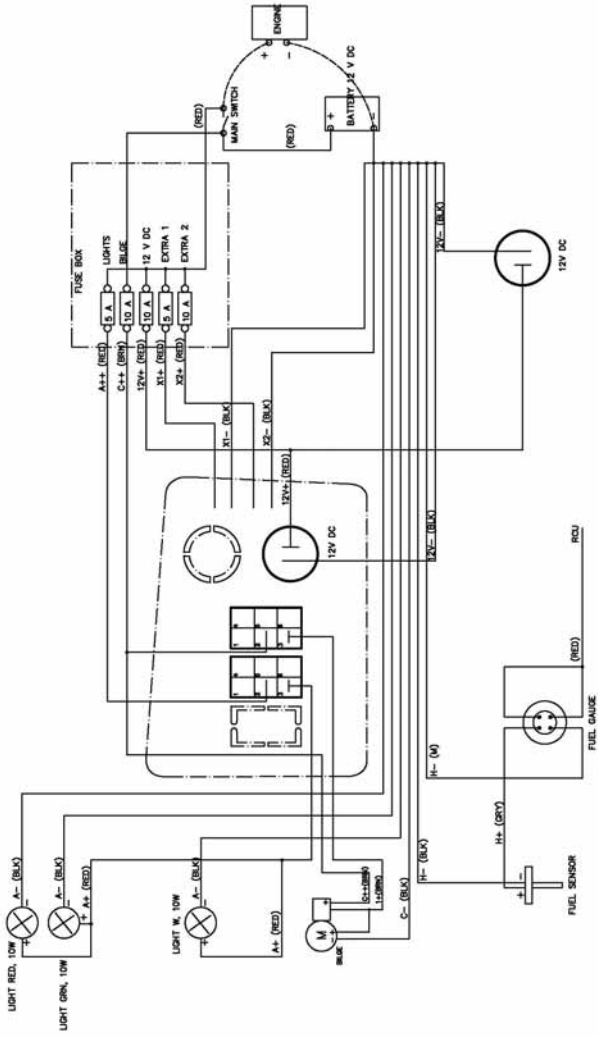 ENGINE
+
-
MAIN SWITCH
(RED)
(RED)
BATTERY 12 V DC
+
-
FUSE BOX
LIGHTS
BILGE
12 V DC
EXTRA 1
EXTRA 2
5 A
10 A
10 A
5 A
10 A
A++ (RED)
C++ (BRN)
12V+ (RED)
X1+ (RED)
X2+ (RED)
12V- (BLK)
12V DC
X1- (BLK)
X2- (BLK)
12V+ (RED)
12V DC
12V- (BLK)
RCU
(RED)
FUEL GAUGE
H- (M)
H+ (GRY)
H- (BLK)
+
-
FUEL SENSOR
A- (BLK)
-
+
LIGHT RED, 10W
A- (BLK)
-
+
A+ (RED)
LIGHT GRN, 10W
A- (BLK)
-
+
A+ (RED)
LIGHT W, 10W
C++(BRN)
C- (BLK)
M
+
-
BILGE